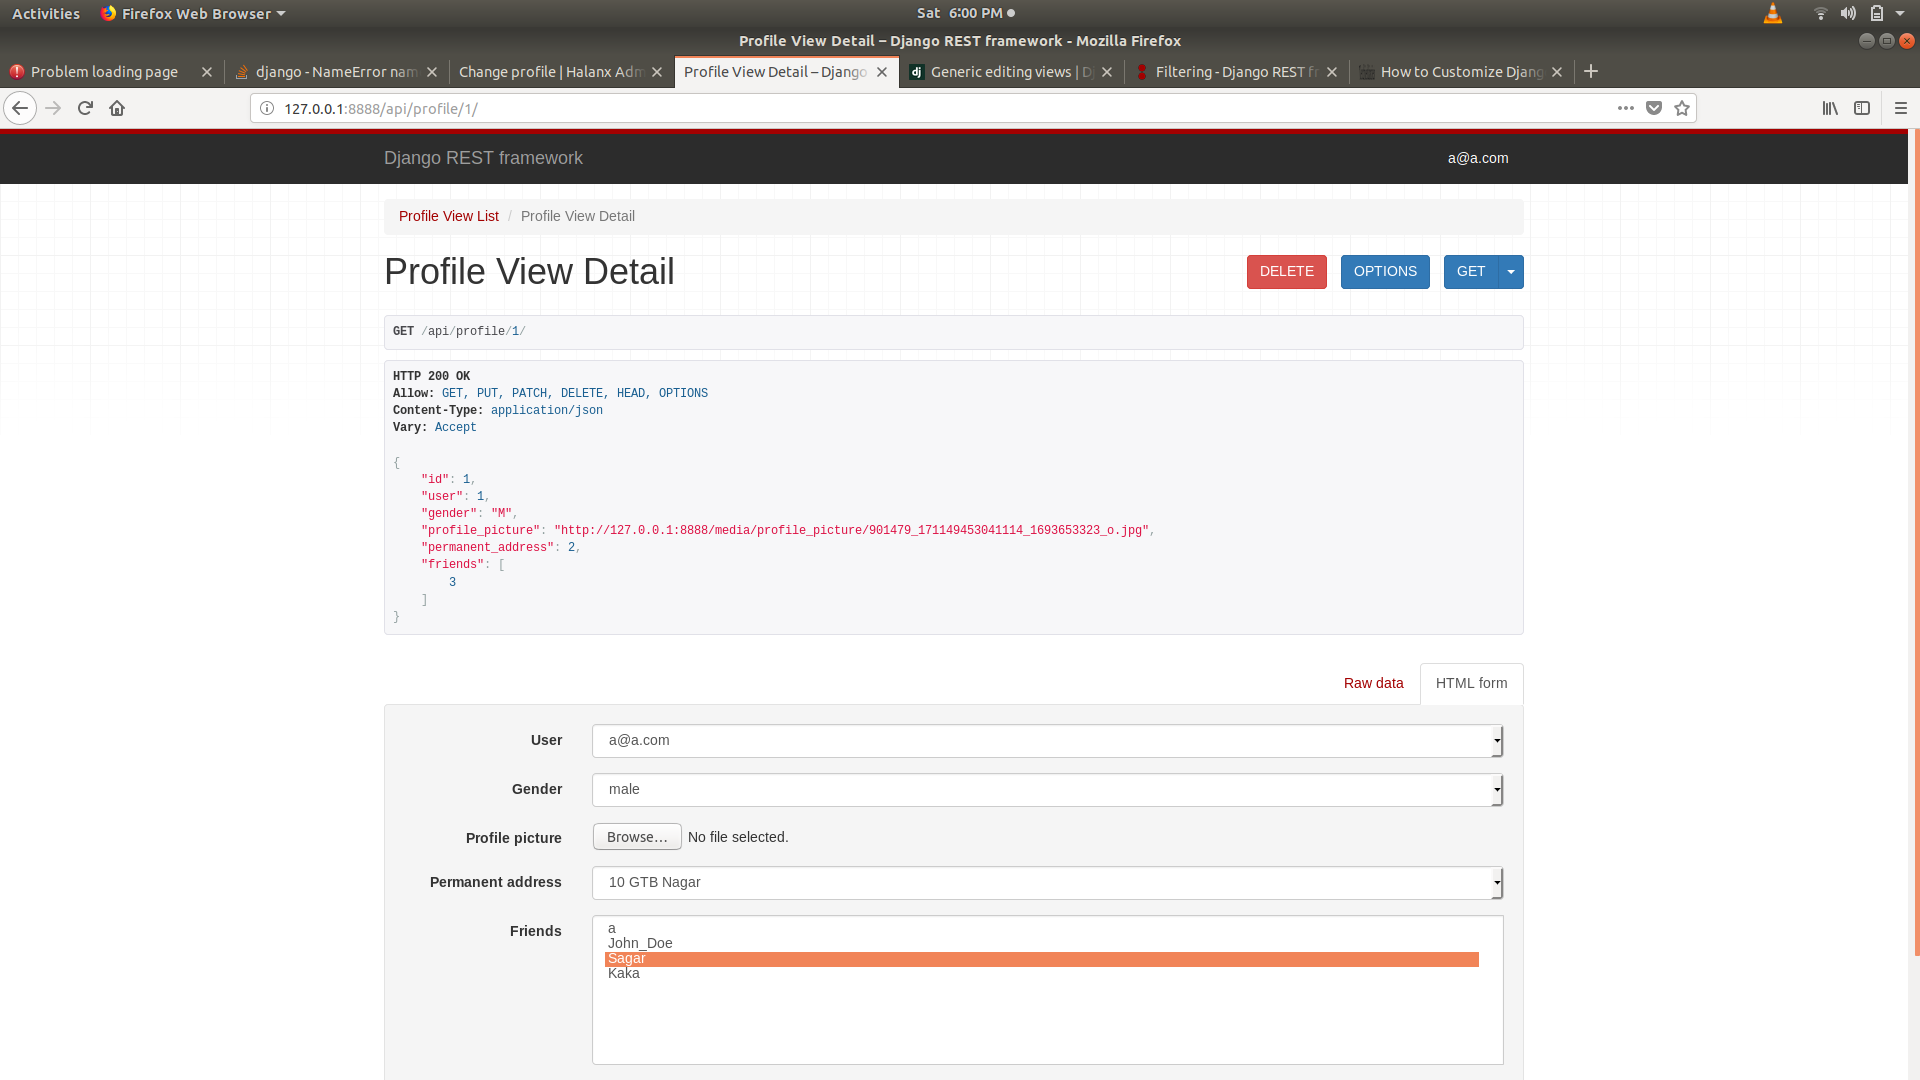 Activities
Firefox Web Browser
Sat 6:00 PM
Profile View Detail – Django REST framework - Mozilla Firefox
Problem loading page
django - NameError nam
Change profile | Halanx Adm
Profile View Detail – Django
Generic editing views | D
Filtering - Django REST fr
How to Customize Djang
127.0.0.1:8888/api/profile/1/
Django REST framework
a@a.com
Profile View List / Profile View Detail
Profile View Detail
DELETE
OPTIONS
GET
GET /api/profile/1/
HTTP 200 OK
Allow: GET, PUT, PATCH, DELETE, HEAD, OPTIONS
Content-Type: application/json
Vary: Accept
{
"id": 1,
"user": 1,
"gender": "M",
"profile_picture": "http://127.0.0.1:8888/media/profile_picture/901479_171149453041114_1693653323_o.jpg",
"permanent_address": 2,
"friends": [
3
]
}
Raw data
HTML form
User
a@a.com
Gender
male
Profile picture
Browse…
No file selected.
Permanent address
10 GTB Nagar
Friends
a
John_Doe
Sagar
Kaka